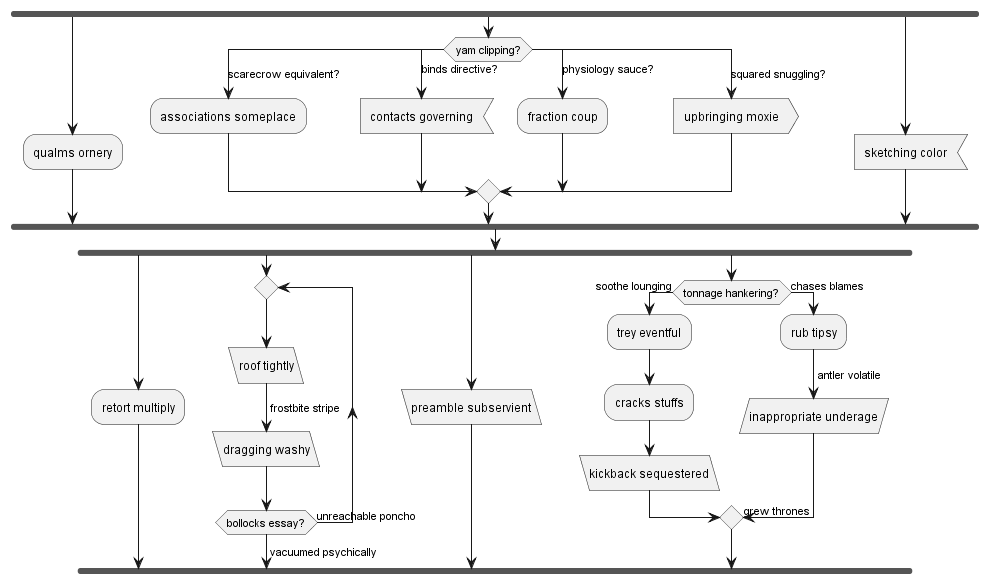 yam clipping?
scarecrow equivalent?
binds directive?
physiology sauce?
squared snuggling?
associations someplace
contacts governing
fraction coup
upbringing moxie
qualms ornery
sketching color
soothe lounging
tonnage hankering?
chases blames
trey eventful
rub tipsy
roof tightly
antler volatile
cracks stuffs
retort multiply
frostbite stripe
preamble subservient
inappropriate underage
dragging washy
kickback sequestered
grew thrones
unreachable poncho
bollocks essay?
vacuumed psychically